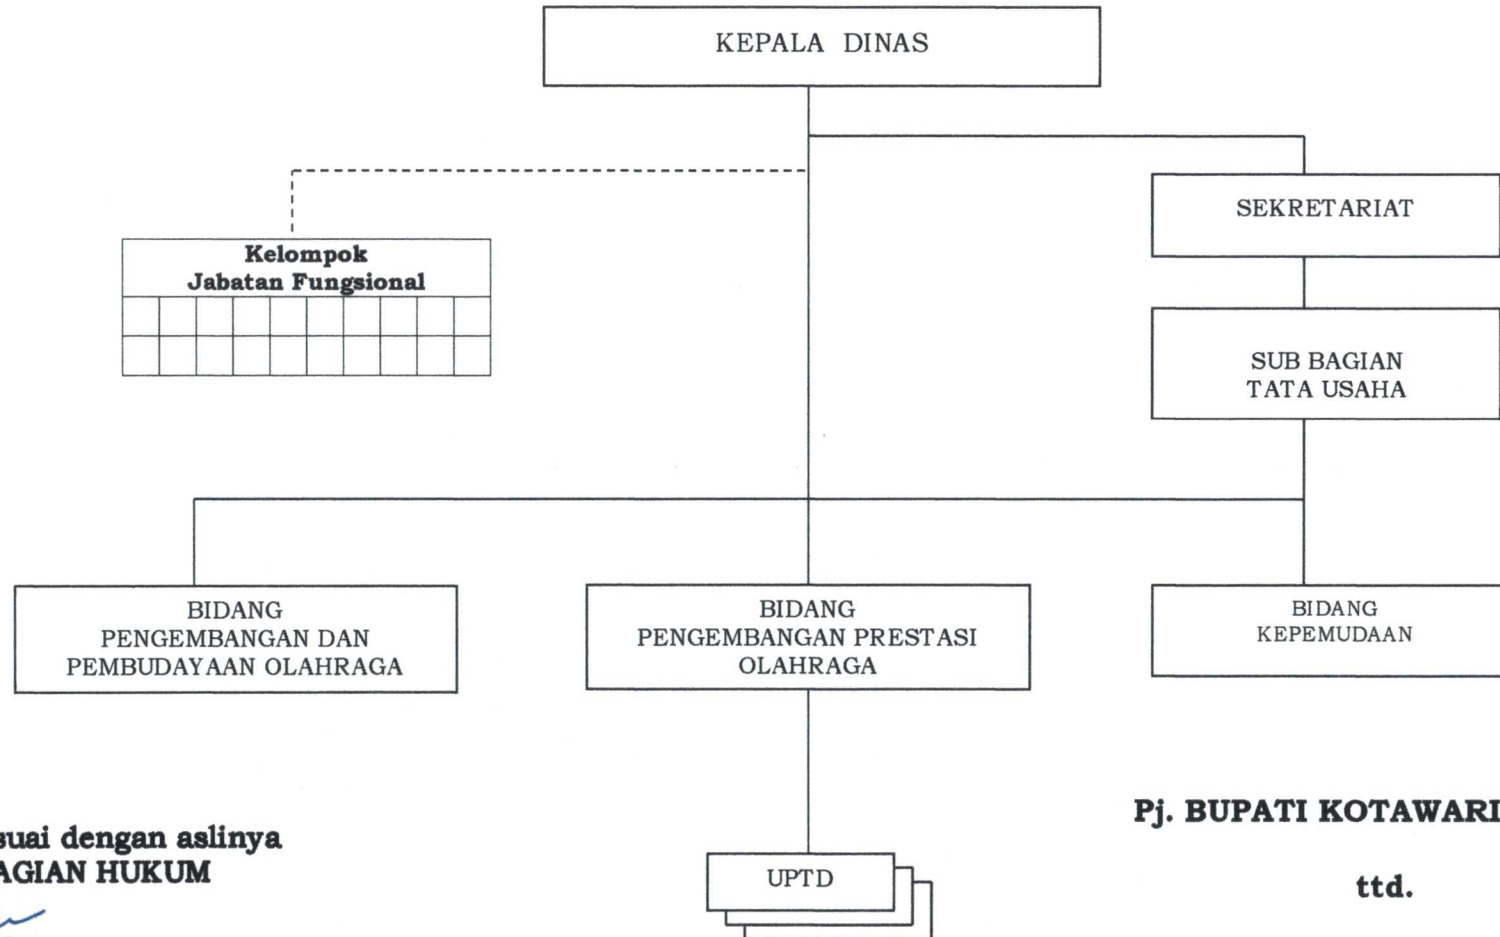 KEPALA DINAS
SEKRETARIAT
Kelompok
Jabatan Fungsional
SUB BAGIAN
TATA USAHA
BIDANG
PENGEMBANGAN DAN
PEMBUDAYAAN OLAHRAGA
BIDANG
PENGEMBANGAN PRESTASI
OLAHRAGA
BIDANG
KEPEMUDAAN
Pj. BUPATI KOTAWARI
suai dengan aslinya
AGIAN HUKUM
UPTD
ttd.